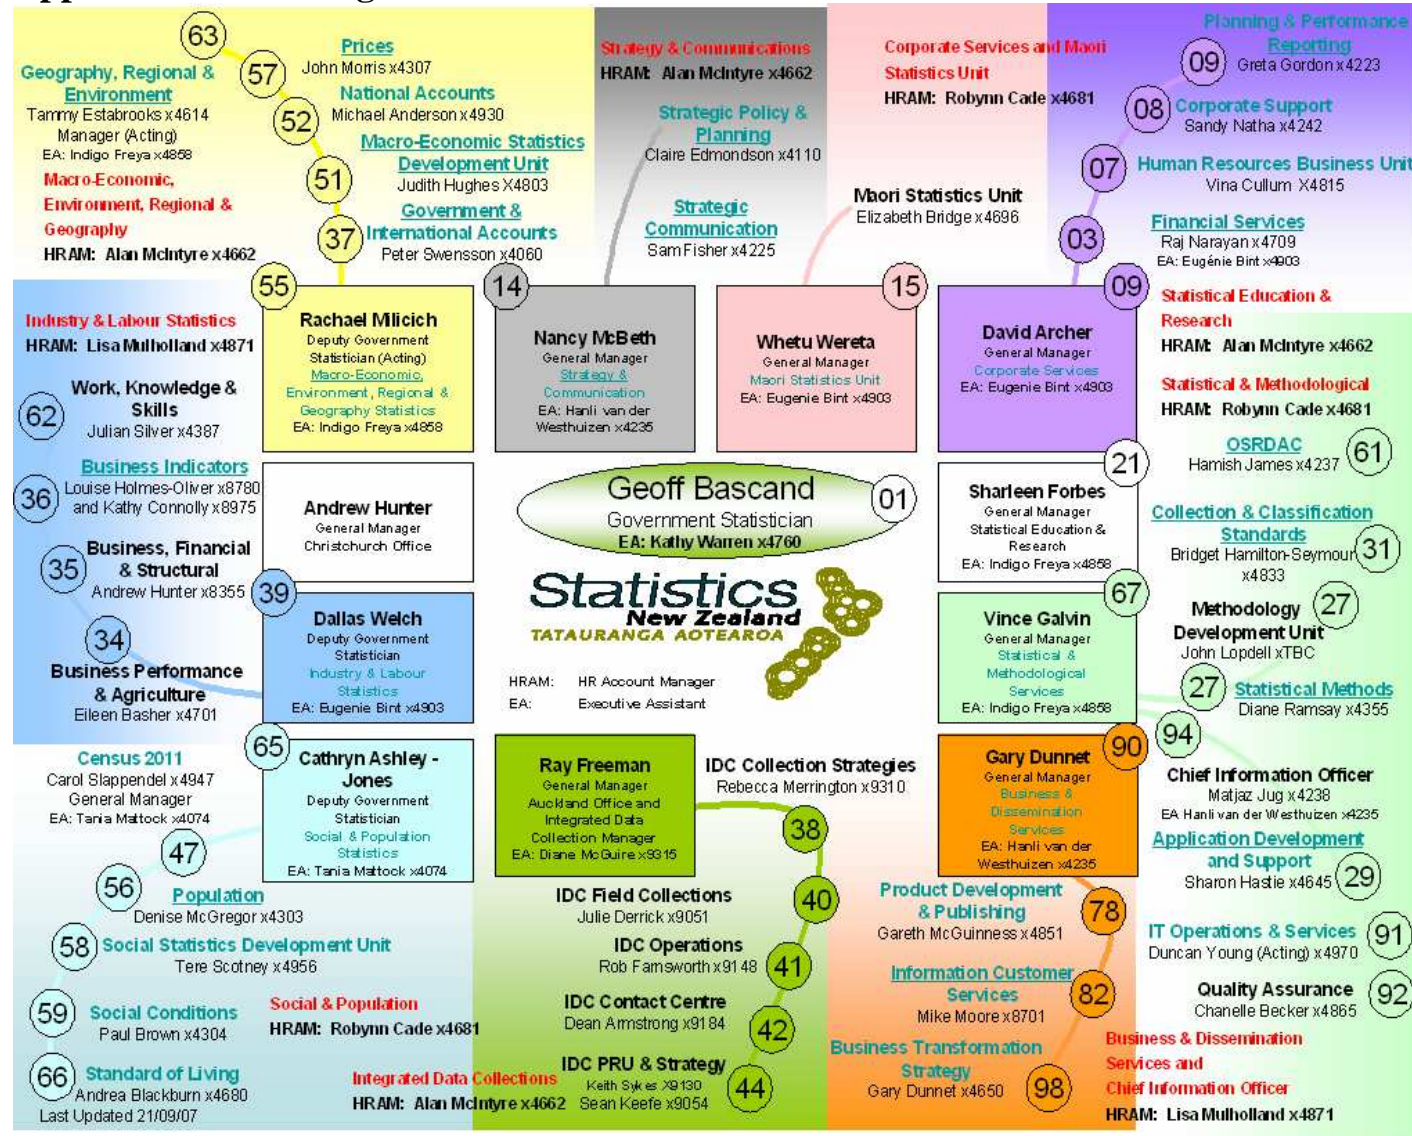 63
57
52
51
37
Prices
John Morris x4307
National Accounts
Michael Anderson x4930
Macro-Economic Statistics
Development Unit
Judith Hughes X4803
Government &
International Accounts
Peter Swensson x4060
Geography, Regional &
Environment
Tammy Estabrooks x4614
Manager (Acting)
EA: Indigo Freya x4858
Macro-Economic,
Environment, Regional &
Geography
HRAM: Alan McIntyre x4662
Strategy & Communications
HRAM: Alan McIntyre x4662
Strategic Policy &
Planning
Claire Edmondson x4110
Strategic
Communication
Sam Fisher x4225
Corporate Services and Maori
Statistics Unit
HRAM: Robynn Cade x4681
Maori Statistics Unit
Elizabeth Bridge x4696
Planning & Performance
Reporting
Greta Gordon x4223
09
08
Corporate Support
Sandy Natha x4242
07
Human Resources Business Unit
Vina Cullum X4815
03
Financial Services
Raj Narayan x4709
EA: Eugénie Bint x4903
55
Rachael Milicich
Deputy Government
Statistician (Acting)
Macro-Economic,
Environment, Regional &
Geography Statistics
EA: Indigo Freya x4858
14
Nancy McBeth
General Manager
Strategy &
Communication
EA: Hanli van der
Westhuizen x4235
15
Whetu Wereta
General Manager
Maori Statistics Unit
EA: Eugenie Bint x4903
09
David Archer
General Manager
Corporate Services
EA: Eugenie Bint x4903
Statistical Education &
Research
HRAM: Alan McIntyre x4662
Statistical & Methodological
HRAM: Robynn Cade x4681
Industry & Labour Statistics
HRAM: Lisa Mulholland x4871
62
Work, Knowledge &
Skills
Julian Silver x4387
36
Business Indicators
Louise Holmes-Oliver x8780
and Kathy Connolly x8975
35
Business, Financial
& Structural
Andrew Hunter x8355
34
Business Performance
& Agriculture
Eileen Basher x4701
Andrew Hunter
General Manager
Christchurch Office
Geoff Bascand
Government Statistician
EA: Kathy Warren x4760
01
21
Sharleen Forbes
General Manager
Statistical Education &
Research
EA: Indigo Freya x4858
OSRDAC
Hamish James x4237
61
Collection & Classification
Standards
Bridget Hamilton-Seymour
x4833
31
39
Dallas Welch
Deputy Government
Statistician
Industry & Labour
Statistics
EA: Eugenie Bint x4903
Statistics
New Zealand
TATAURANGA AOTEAROA
HRAM: HR Account Manager
EA: Executive Assistant
67
Vince Galvin
General Manager
Statistical &
Methodological
Services
EA: Indigo Freya x4858
Methodology
Development Unit
John Lopdell xTBC
27
27
Statistical Methods
Diane Ramsay x4355
94
Chief Information Officer
Matjaz Jug x4238
EA Hanli van der Westhuizen x4235
Application Development
and Support
Sharon Hastie x4645
29
IT Operations & Services
Duncan Young (Acting) x4970
91
Quality Assurance
Chanelle Becker x4865
92
65
Cathryn Ashley -
Jones
Deputy Government
Statistician
Social & Population
Statistics
EA: Tania Mattock x4074
Census 2011
Carol Slappendel x4947
General Manager
EA: Tania Mattock x4074
47
56
Population
Denise McGregor x4303
58
Social Statistics Development Unit
Tere Scotney x4956
59
Social Conditions
Paul Brown x4304
66
Standard of Living
Andrea Blackburn x4680
Last Updated 21/09/07
Social & Population
HRAM: Robynn Cade x4681
Ray Freeman
General Manager
Auckland Office and
Integrated Data
Collection Manager
EA: Diane McGuire x9315
IDC Collection Strategies
Rebecca Merrington x9310
38
IDC Field Collections
Julie Derrick x9051
40
IDC Operations
Rob Farnsworth x9148
41
IDC Contact Centre
Dean Armstrong x9184
42
IDC PRU & Strategy
Keith Sykes X9130
Sean Keefe x9054
44
Integrated Data Collections
HRAM: Alan McIntyre x4662
90
Gary Dunnet
General Manager
Business &
Dissemination
Services
EA: Hanli van der
Westhuizen x4235
Product Development
& Publishing
Gareth McGuinness x4851
78
Information Customer
Services
Mike Moore x8701
82
Business Transformation
Strategy
Gary Dunnet x4650
98
Business & Dissemination
Services and
Chief Information Officer
HRAM: Lisa Mulholland x4871